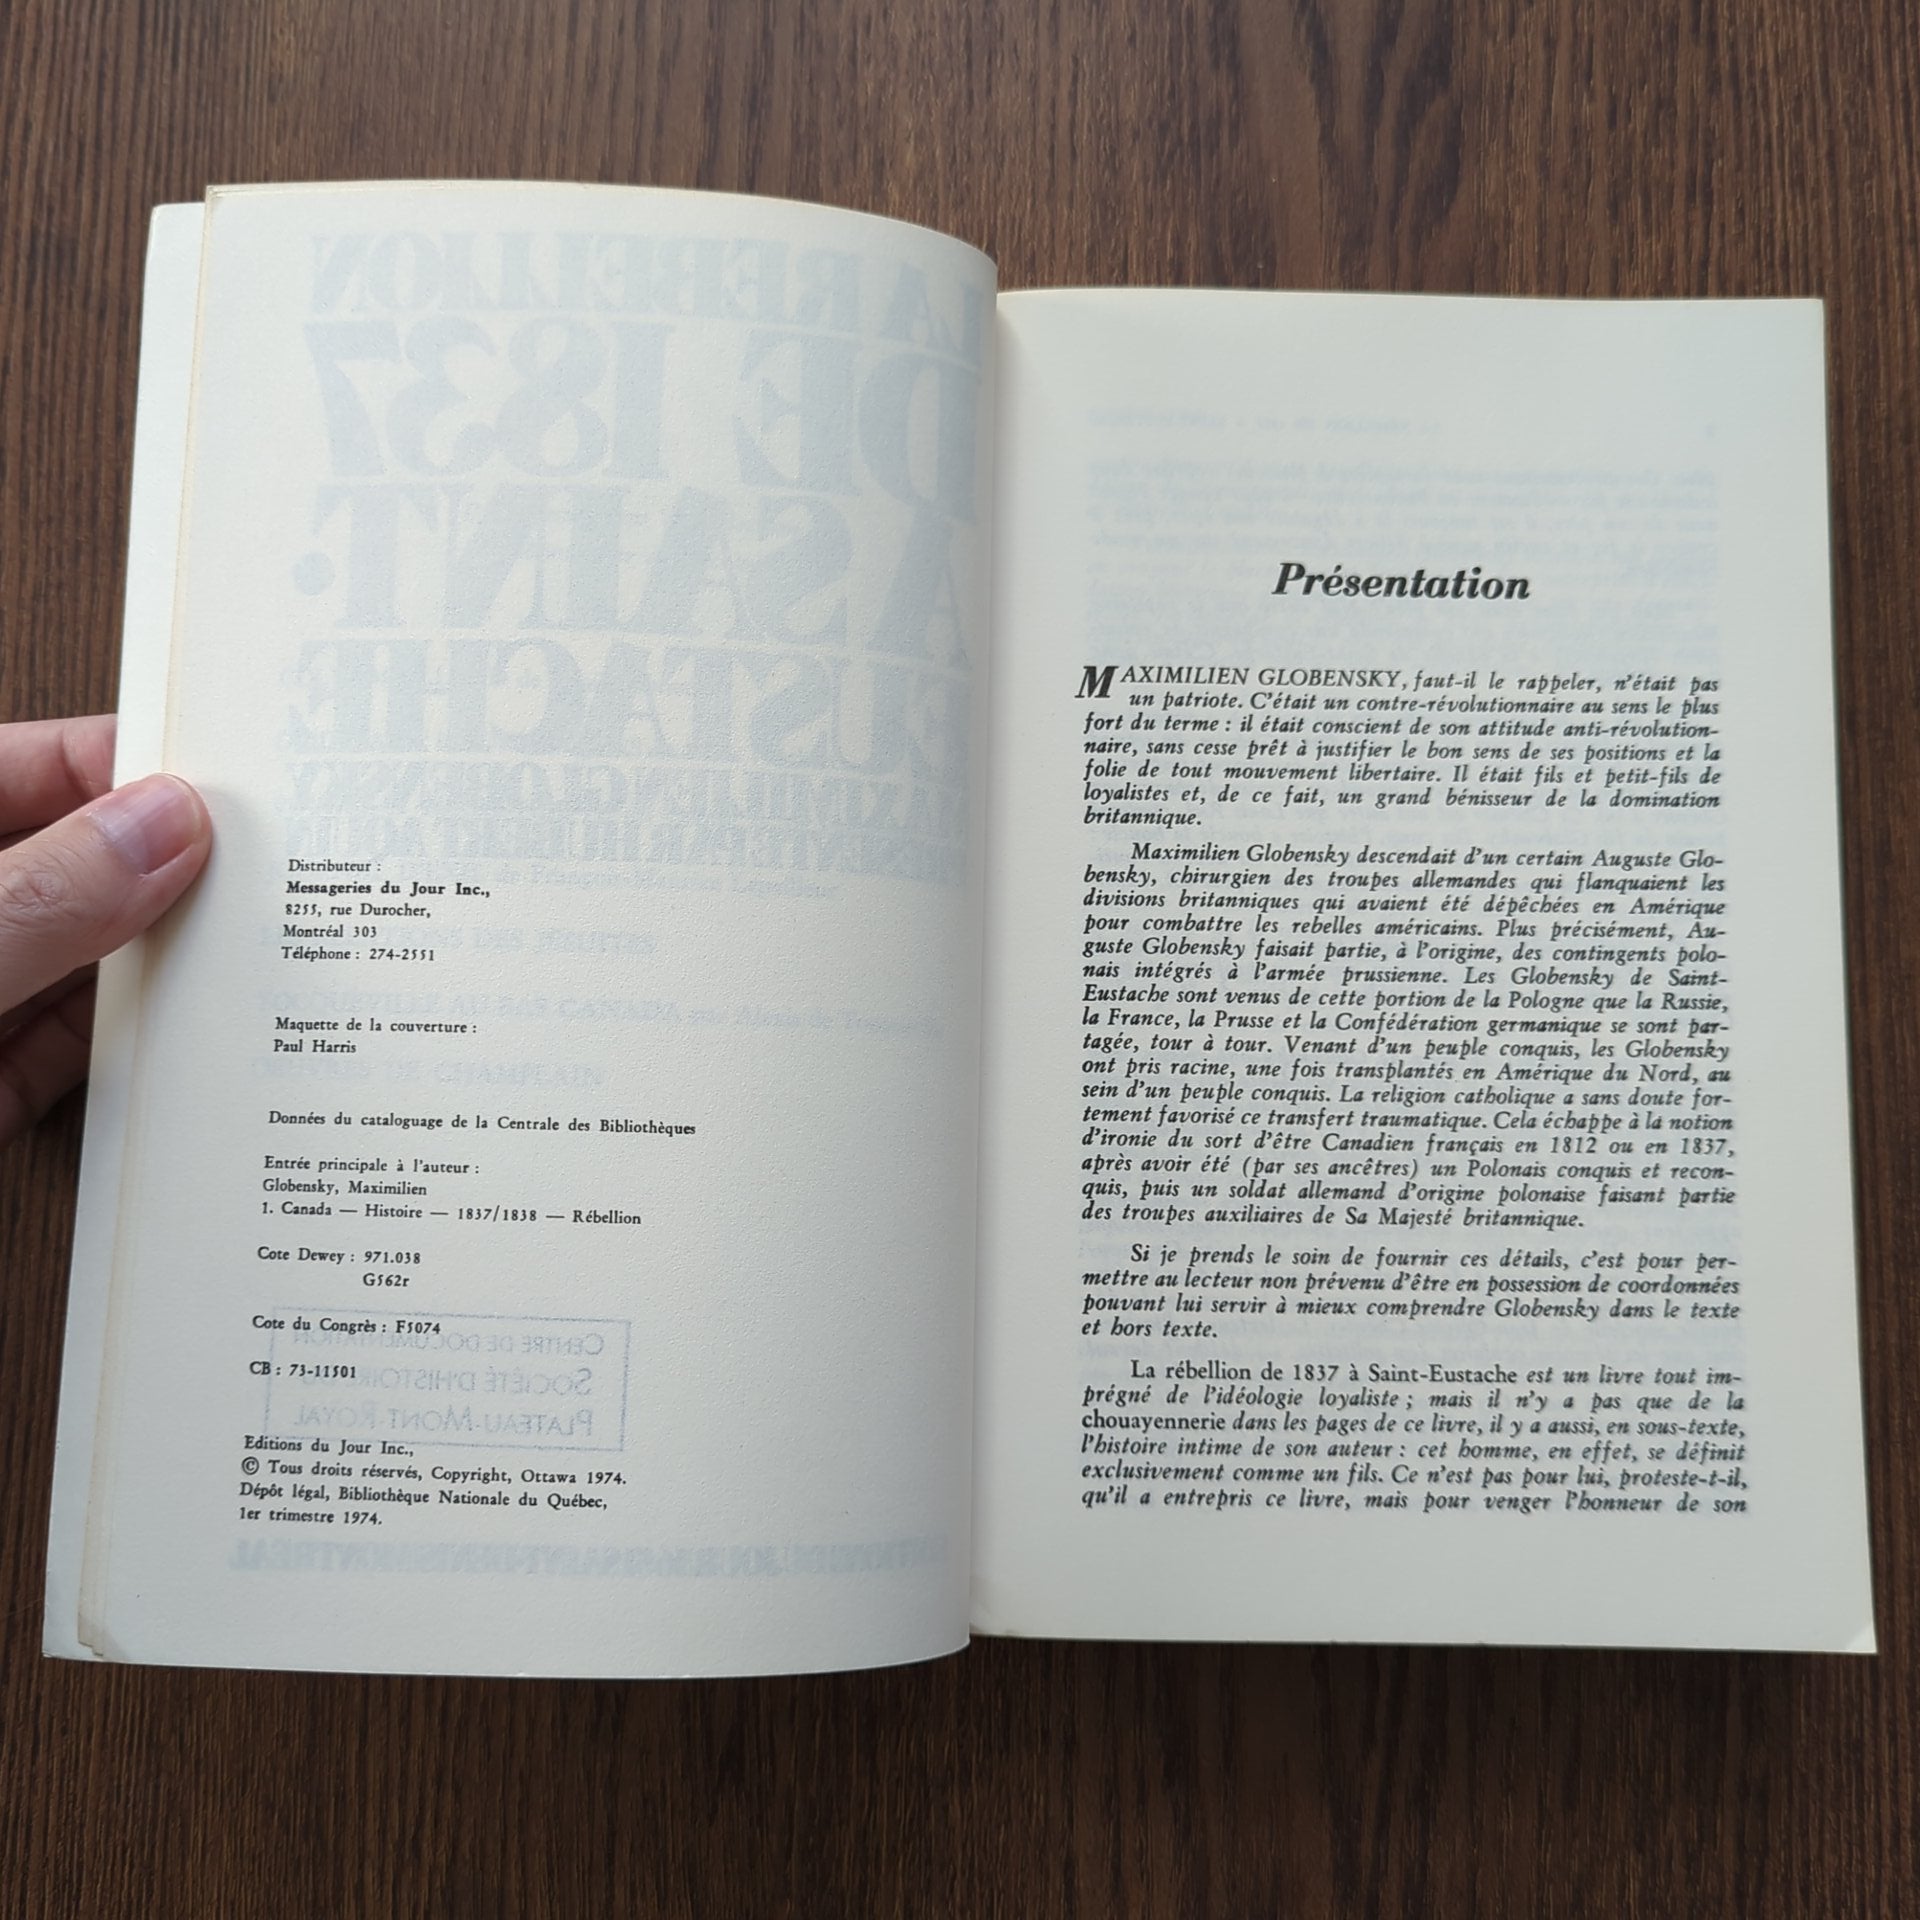 Distributeur :
Messageries du Jour Inc.,
8255, rue Durocher,
Montréal 303
Téléphone : 274-2551
Maquette de la couverture :
Paul Harris
Données du cataloguage de la Centrale des Bibliothèques
Entrée principale à l'auteur :
Globensky, Maximilien
1. Canada — Histoire — 1837/1838 — Rébellion
Cote Dewey : 971.038
G562r
Cote du Congrès : F5074
CB : 73-11501
CENTRE DE DOCUMENTATION
SOCIÉTÉ D'HISTOIRE
PLATEAU-MONT-ROYAL
Editions du Jour Inc.,
© Tous droits réservés, Copyright, Ottawa 1974.
Dépôt légal, Bibliothèque Nationale du Québec,
1er trimestre 1974.
LA REBELLION
DE 1837
A SAINT-
Présentation
MAXIMILIEN GLOBENSKY, faut-il le rappeler, n'était pas
un patriote. C'était un contre-révolutionnaire au sens le plus
fort du terme : il était conscient de son attitude anti-révolution-
naire, sans cesse prêt à justifier le bon sens de ses positions et la
folie de tout mouvement libertaire. Il était fils et petit-fils de
loyalistes et, de ce fait, un grand bénisseur de la domination
britannique.
Maximilien Globensky descendait d'un certain Auguste Glo-
bensky, chirurgien des troupes allemandes qui flanquaient les
divisions britanniques qui avaient été dépêchées en Amérique
pour combattre les rebelles américains. Plus précisément, Au-
guste Globensky faisait partie, à l'origine, des contingents polo-
nais intégrés à l'armée prussienne. Les Globensky de Saint-
Eustache sont venus de cette portion de la Pologne que la Russie,
la France, la Prusse et la Confédération germanique se sont par-
tagée, tour à tour. Venant d'un peuple conquis, les Globensky
ont pris racine, une fois transplantés en Amérique du Nord, au
sein d'un peuple conquis. La religion catholique a sans doute for-
tement favorisé ce transfert traumatique. Cela échappe à la notion
d'ironie du sort d'être Canadien français en 1812 ou en 1837,
après avoir été (par ses ancêtres) un Polonais conquis et recon-
quis, puis un soldat allemand d'origine polonaise faisant partie
des troupes auxiliaires de Sa Majesté britannique.
Si je prends le soin de fournir ces détails, c'est pour per-
mettre au lecteur non prévenu d'être en possession de coordonnées
pouvant lui servir à mieux comprendre Globensky dans le texte
et hors texte.
La rébellion de 1837 à Saint-Eustache est un livre tout im-
prégné de l'idéologie loyaliste ; mais il n'y a pas que de la
chouayennerie dans les pages de ce livre, il y a aussi, en sous-texte,
l'histoire intime de son auteur : cet homme, en effet, se définit
exclusivement comme un fils. Ce n'est pas pour lui, proteste-t-il,
qu'il a entrepris ce livre, mais pour venger l'honneur de son